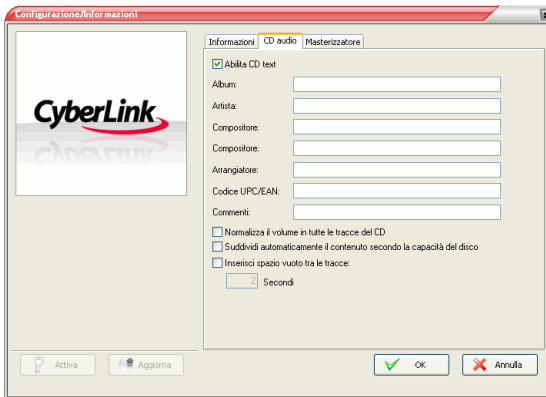 Configurazione/Informazioni
CyberLink
Informazioni
CD audio
Masterizzatore
Abilita CD text
Album:
Artista:
Compositore:
Compositore:
Arrangiatore:
Codice UPC/EAN:
Commenti:
Normalizza il volume in tutte le tracce del CD
Suddividi automaticamente il contenuto secondo la capacità del disco
Inserisci spazio vuoto tra le tracce:
2 Secondi
Attiva
Aggiorna
OK
Annulla